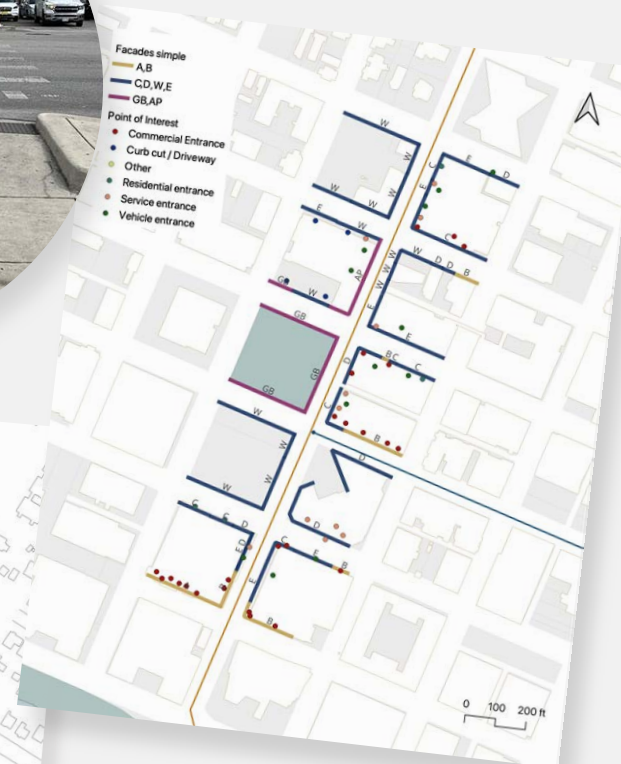 Facades simple
A,B
C,D,W,E
GB,AP
Point of Interest
Commercial Entrance
Curb cut / Driveway
Other
Residential entrance
Service entrance
Vehicle entrance
W
W
W
W
W
E
W
AP
W
GB
GB
GB
W
W
W
W
C
D
B
E
D
C
E
C
W
W
D
D
B
W
W
E
E
D
B
C
C
C
B
D
D
C
E
B
E
B
0 100 200 ft